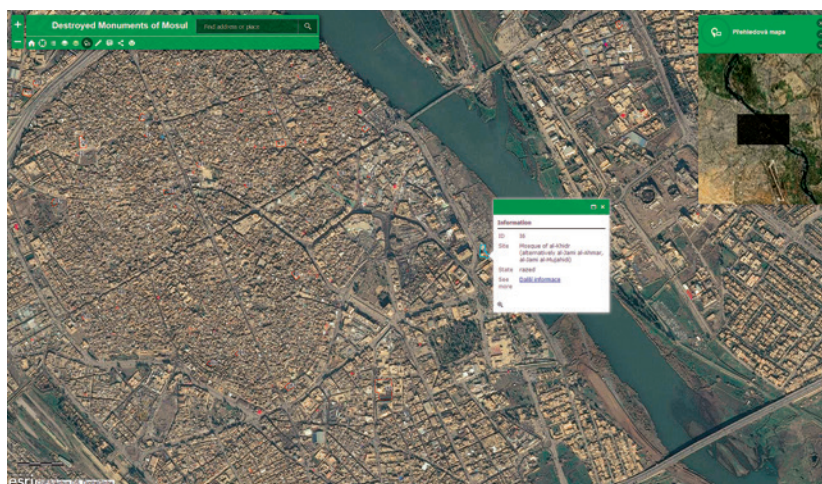 Destroyed Monuments of Mosul
Find address or place
Přehledová mapa
Information
ID
Site Mosque of al-Khidr
(alternatively al-Jami al-Ahmar,
al-Jami al-Mujahidi)
State razed
See Další informace
more
esri